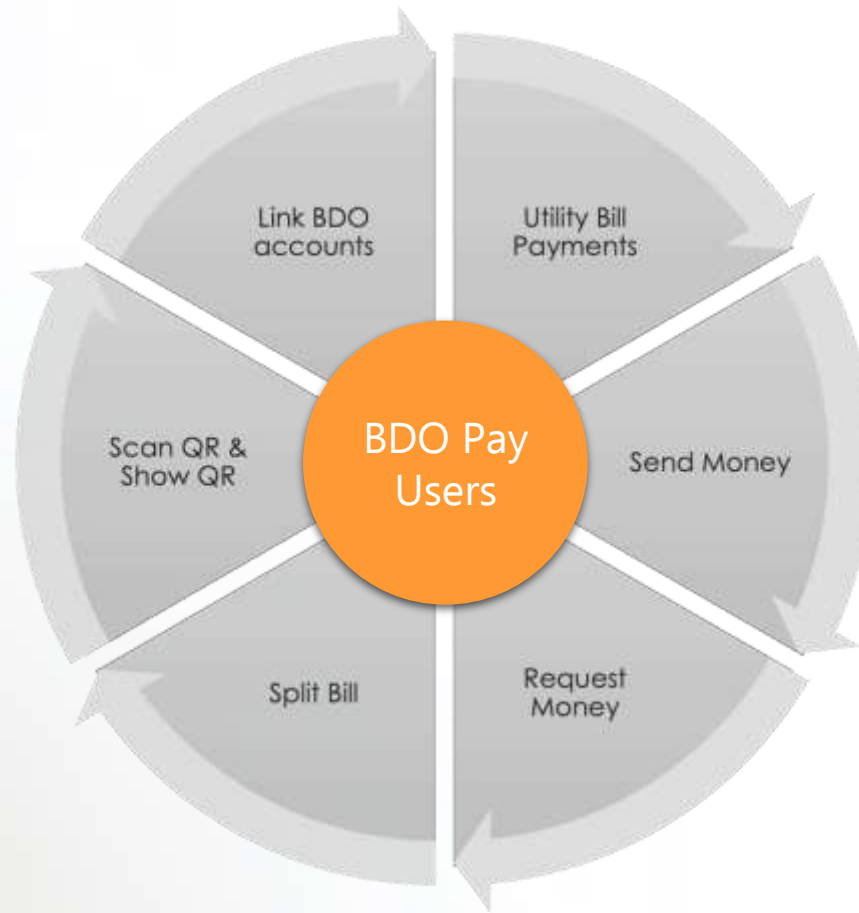 Link BDO
accounts
Utility Bill
Payments
Scan QR &
Show QR
BDO Pay
Users
Send Money
Split Bill
Request
Money